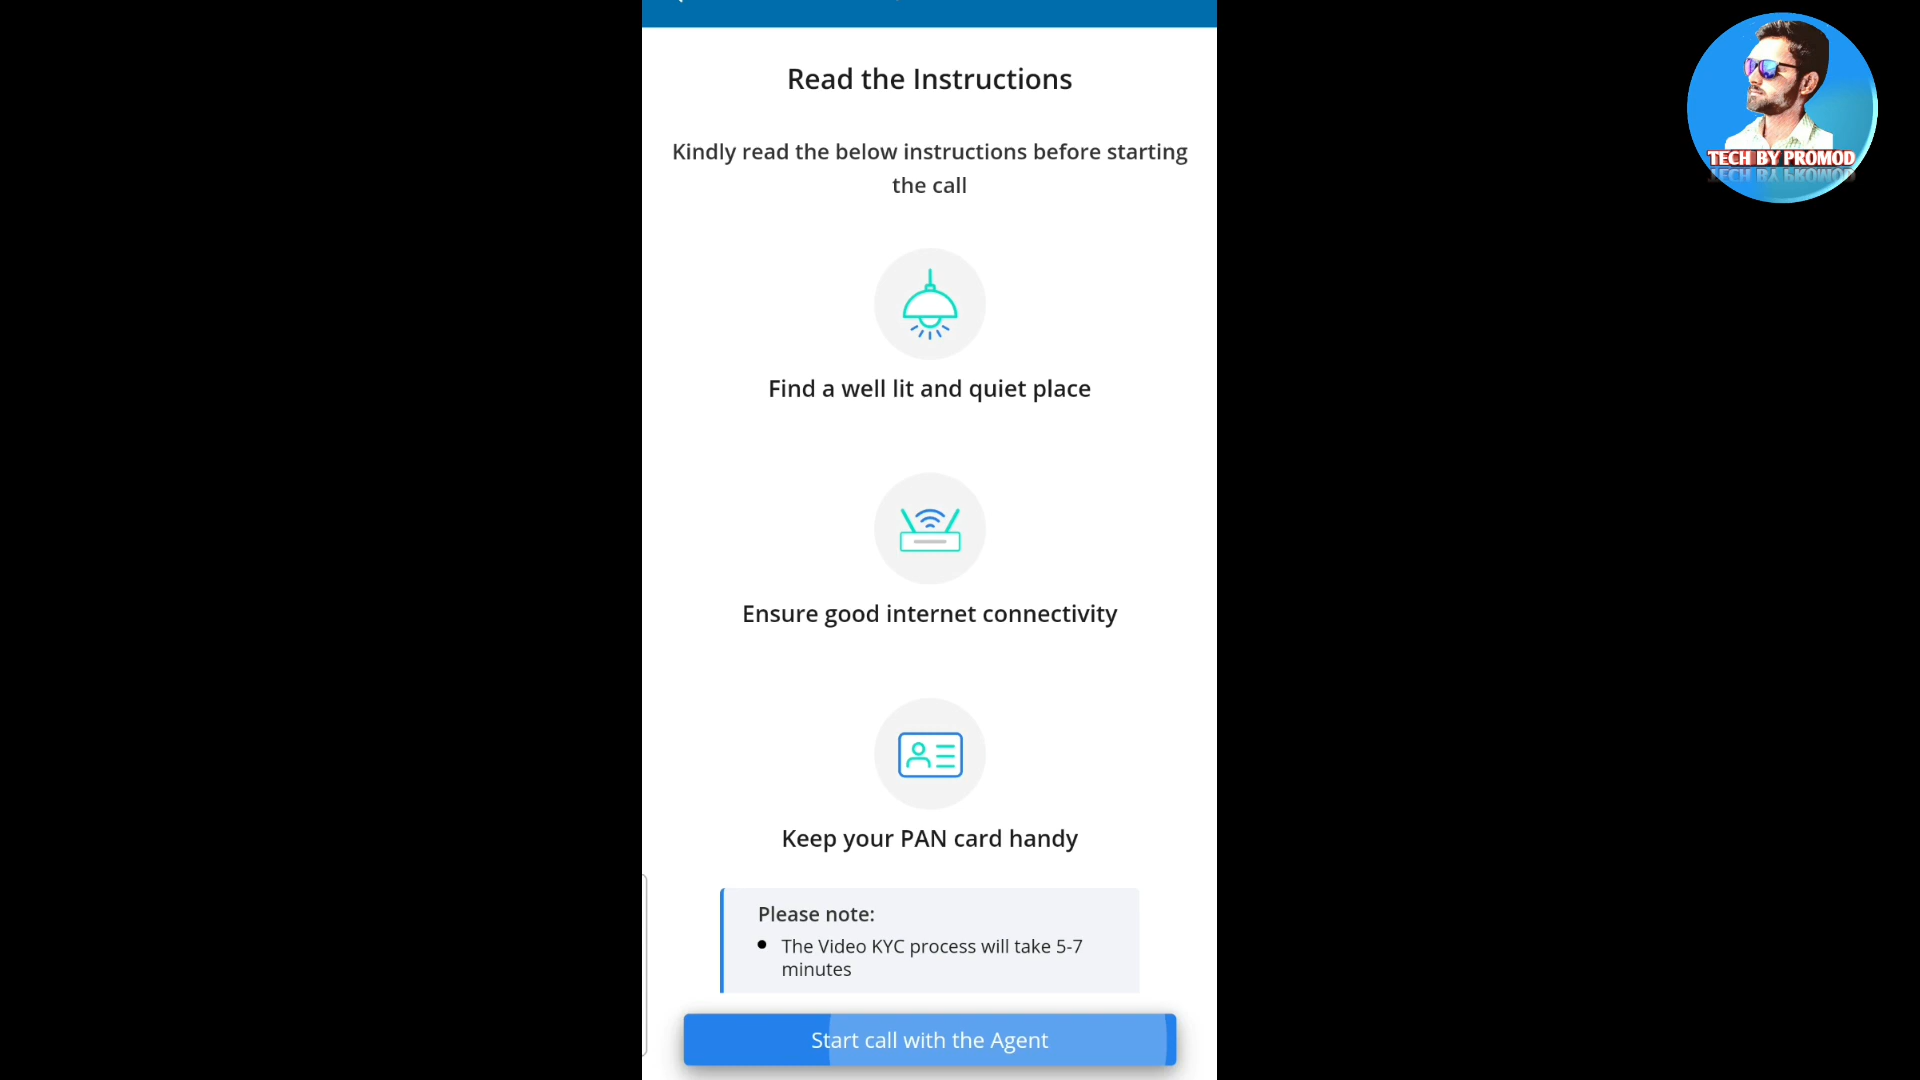 Read the Instructions
Kindly read the below instructions before starting
the call
Find a well lit and quiet place
Ensure good internet connectivity
Keep your PAN card handy
Please note:
The Video KYC process will take 5-7
minutes
Start call with the Agent
TECH BY PROMOD